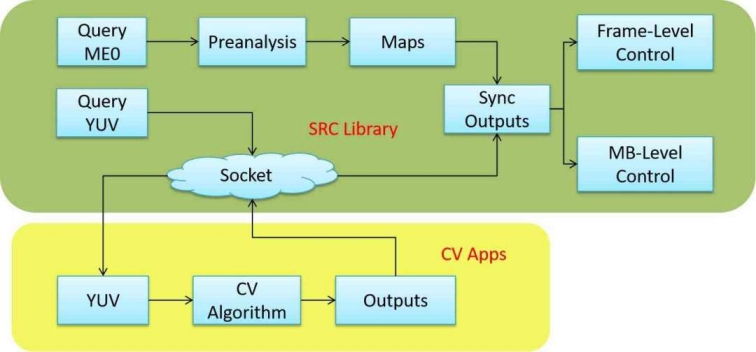 Query
ME0
Preanalysis
Maps
Frame-Level
Control
Query
YUV
SRC Library
Sync
Outputs
MB-Level
Control
Socket
CV Apps
YUV
CV
Algorithm
Outputs